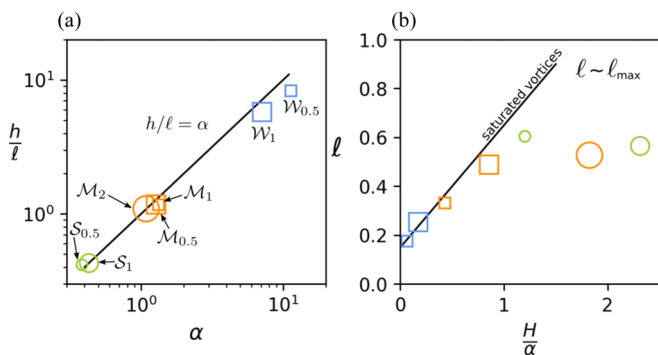 (a)
(b)
h/ℓ
10¹
10⁰
h/ℓ = α
𝒲₀.₅
𝒲₁
ℳ₂
ℳ₁
ℳ₀.₅
𝒮₀.₅
𝒮₁
10⁰
10¹
α
ℓ
1.0
0.8
0.6
0.4
0.2
0.0
saturated vortices
ℓ ~ ℓmax
0
1
2
H/α